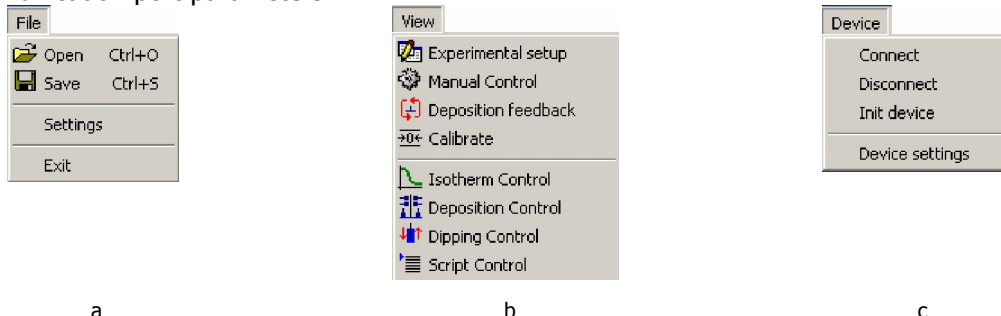 File
Open Ctrl+O
Save Ctrl+S
Settings
Exit
a
View
Experimental setup
Manual Control
Deposition feedback
Calibrate
Isotherm Control
Deposition Control
Dipping Control
Script Control
b
Device
Connect
Disconnect
Init device
Device settings
c